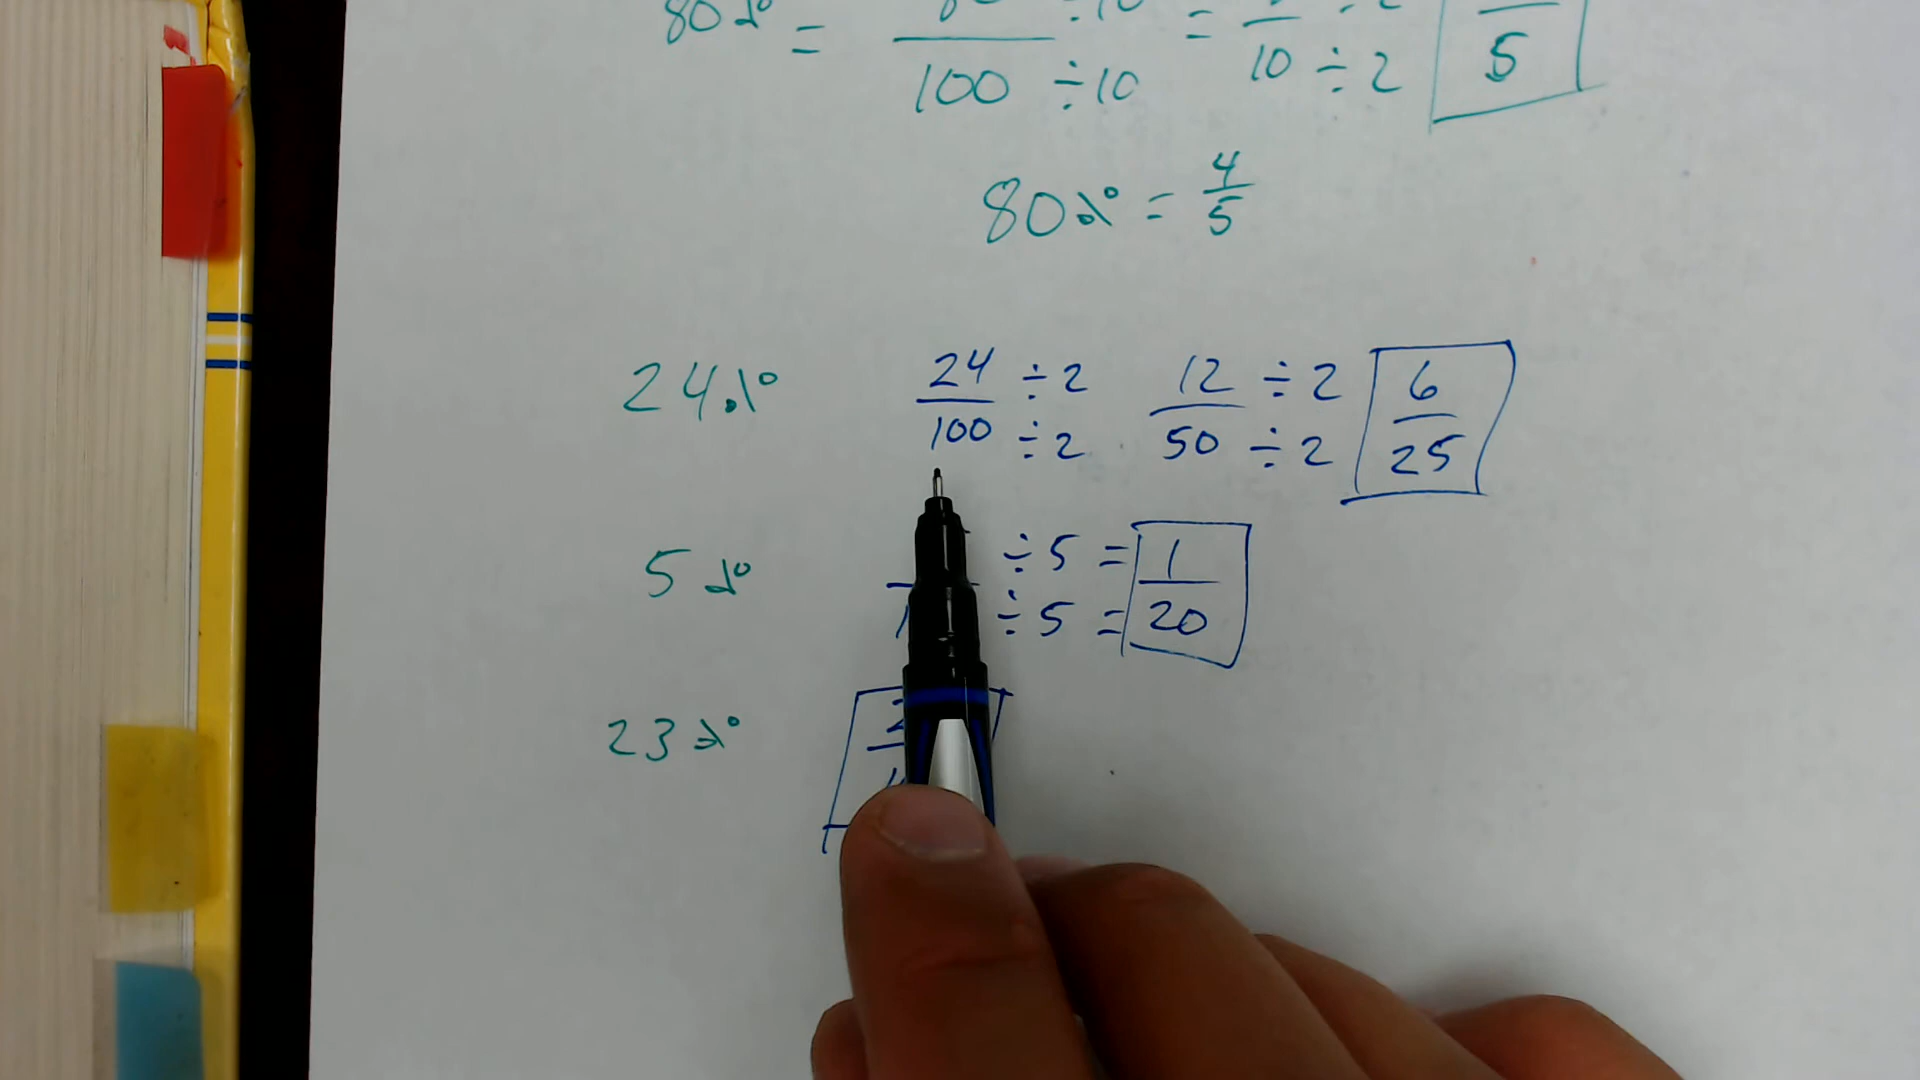 80% = 100 ÷10 = 10 ÷ 2 5
80% = 4/5
24% 24/100 ÷2 ÷2 12/50 ÷2 ÷2 6/25
5% ÷5 = ÷5 = 1/20
23%